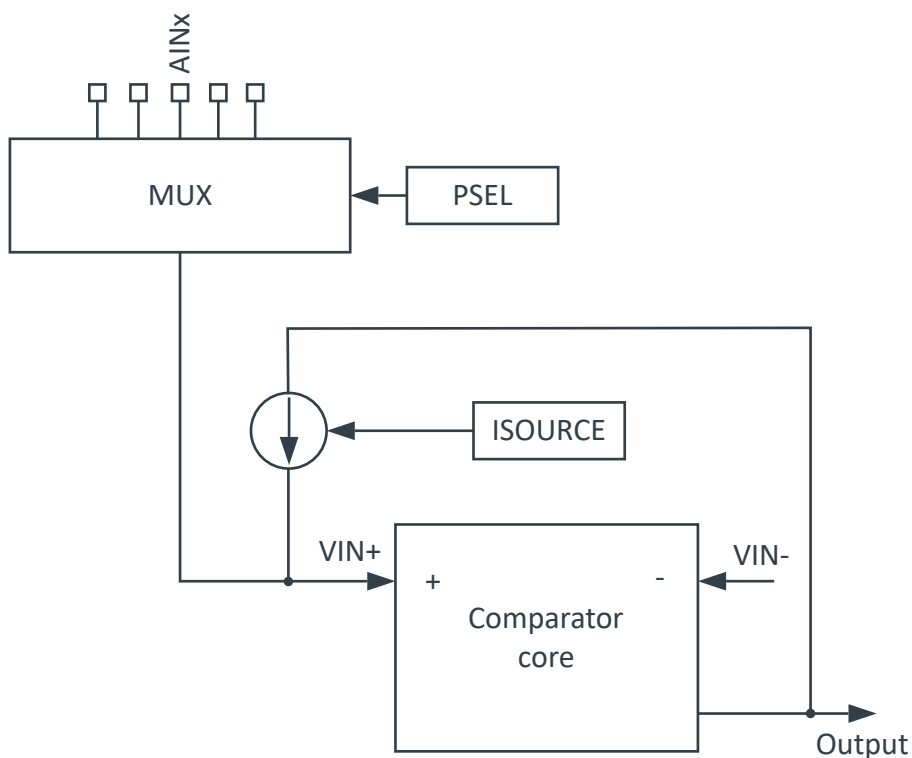 AINx
MUX
PSEL
ISOURCE
VIN+
VIN-
+
-
Comparator
core
Output